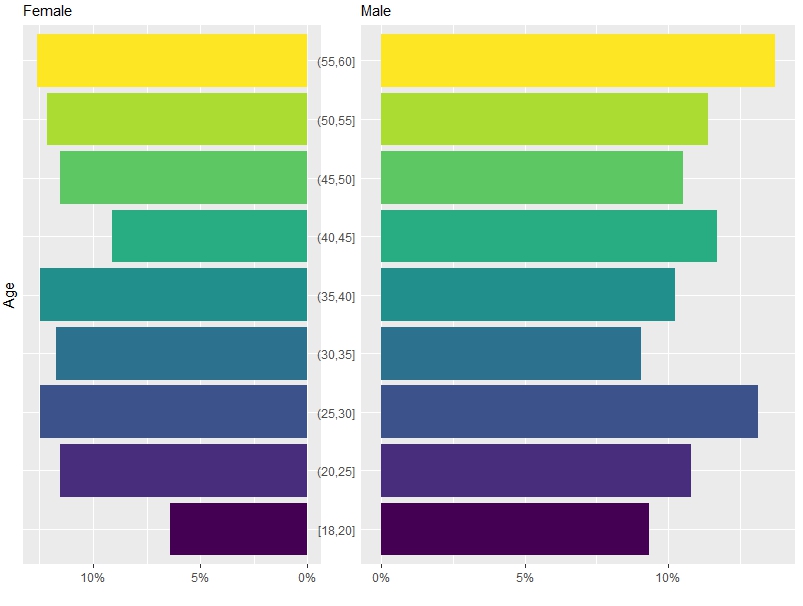 Female
Male
Age
(55,60]
(50,55]
(45,50]
(40,45]
(35,40]
(30,35]
(25,30]
(20,25]
[18,20]
10% 5% 0%
0% 5% 10%